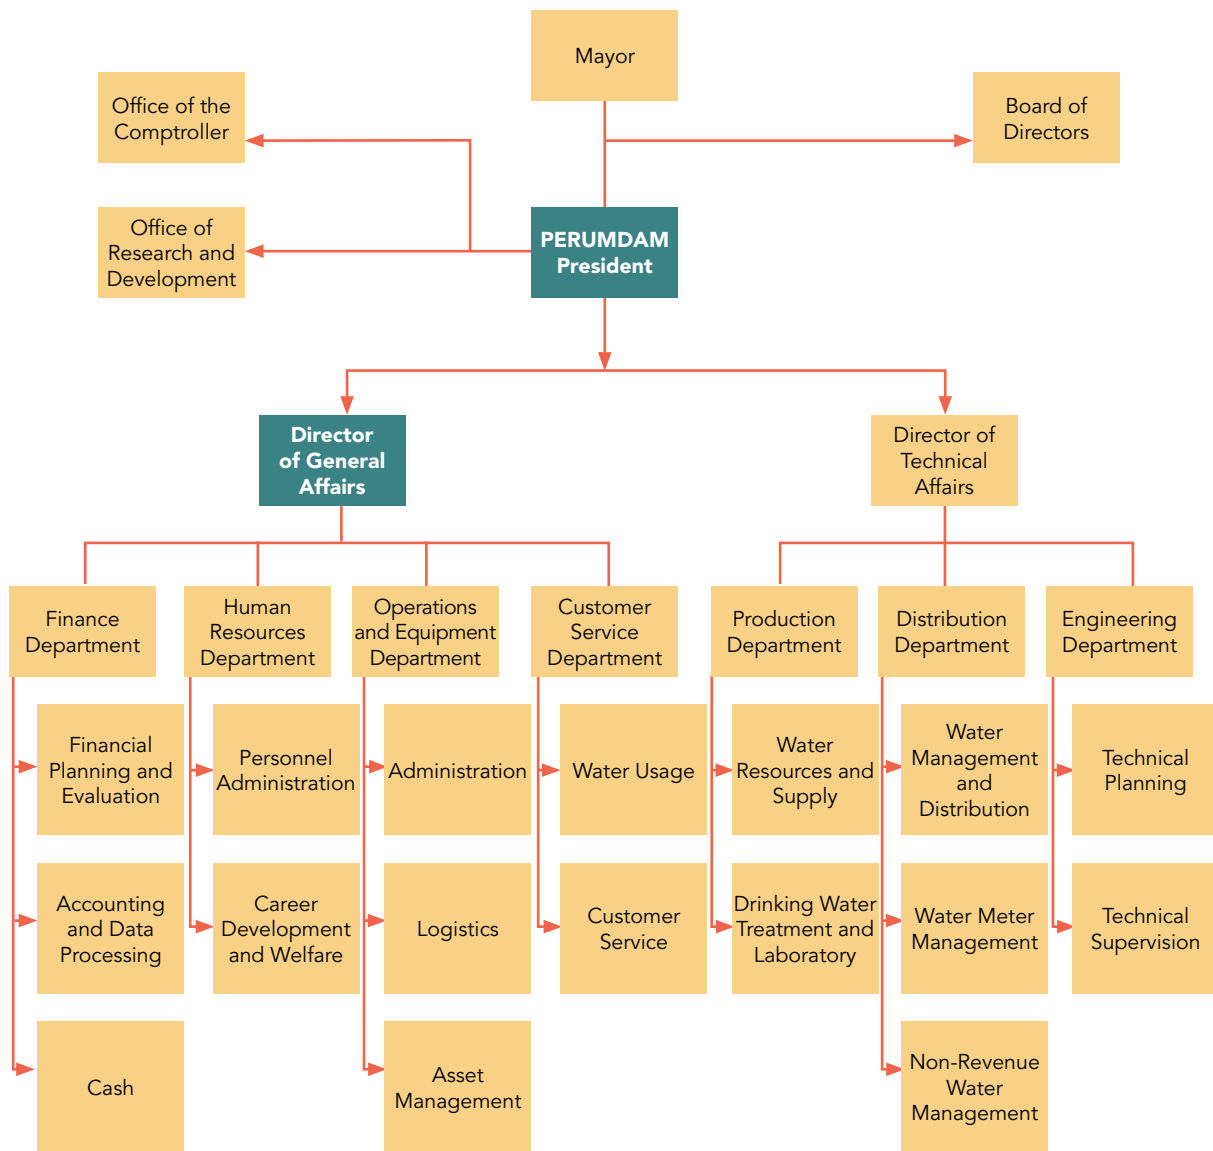 Mayor
Office of the
Comptroller
Board of
Directors
Office of
Research and
Development
PERUMDAM
President
Director
of General
Affairs
Director of
Technical
Affairs
Finance
Department
Human
Resources
Department
Operations
and Equipment
Department
Customer
Service
Department
Production
Department
Distribution
Department
Engineering
Department
Financial
Planning and
Evaluation
Personnel
Administration
Administration
Water Usage
Water
Resources and
Supply
Water
Management
and
Distribution
Technical
Planning
Accounting
and Data
Processing
Career
Development
and Welfare
Logistics
Customer
Service
Drinking Water
Treatment and
Laboratory
Water Meter
Management
Technical
Supervision
Cash
Asset
Management
Non-Revenue
Water
Management